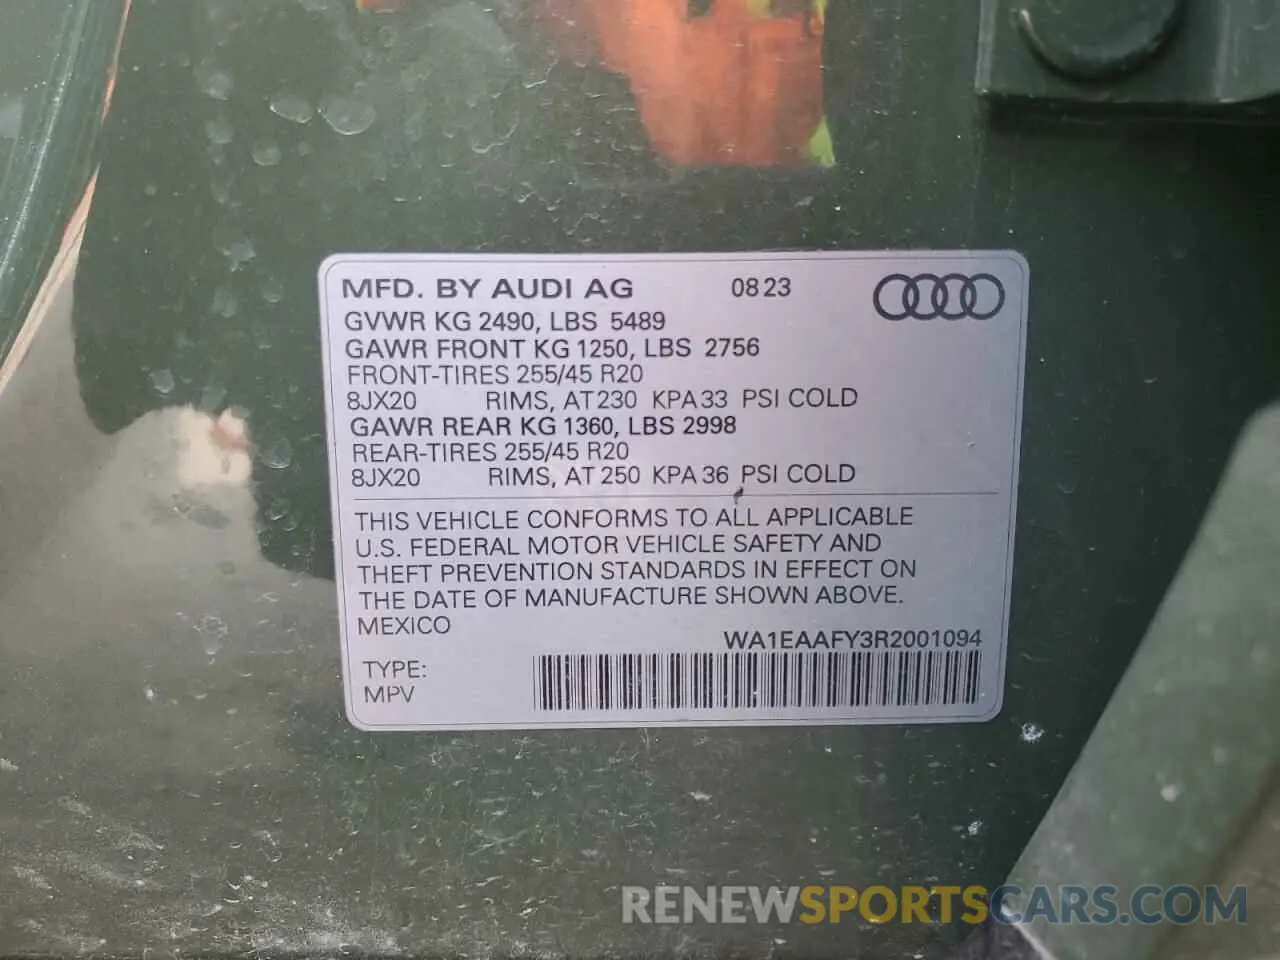 MFD. BY AUDI AG 08 23
GVWR KG 2490, LBS 5489
GAWR FRONT KG 1250, LBS 2756
FRONT-TIRES 255/45 R20
8JX20 RIMS, AT 230 KPA 33 PSI COLD
GAWR REAR KG 1360, LBS 2998
REAR-TIRES 255/45 R20
8JX20 RIMS, AT 250 KPA 36 PSI COLD
THIS VEHICLE CONFORMS TO ALL APPLICABLE
U.S. FEDERAL MOTOR VEHICLE SAFETY AND
THEFT PREVENTION STANDARDS IN EFFECT ON
THE DATE OF MANUFACTURE SHOWN ABOVE.
MEXICO
WA1EAAFY3R2001094
TYPE:
MPV
RENEWSPORTSCARS.COM